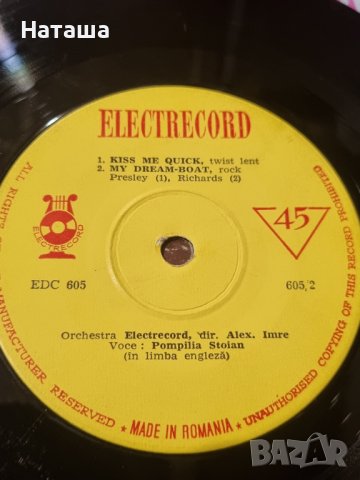 Наташа
ELECTRECORD
1. KISS ME QUICK, twist lent
2. MY DREAM-BOAT, rock
Presley (1), Richards (2)
ELECTRECORD
45
EDC 605
605/2
Orchestra Electrecord, dir. Alex. Imre
Voce : Pompilia Stoian
(în limba engleză)
ALL RIGHTS MANUFACTURER RESERVED ★ MADE IN ROMANIA ★ UNAUTHORISED COPYING OF THIS RECORD PROHIBITED
BAZAR